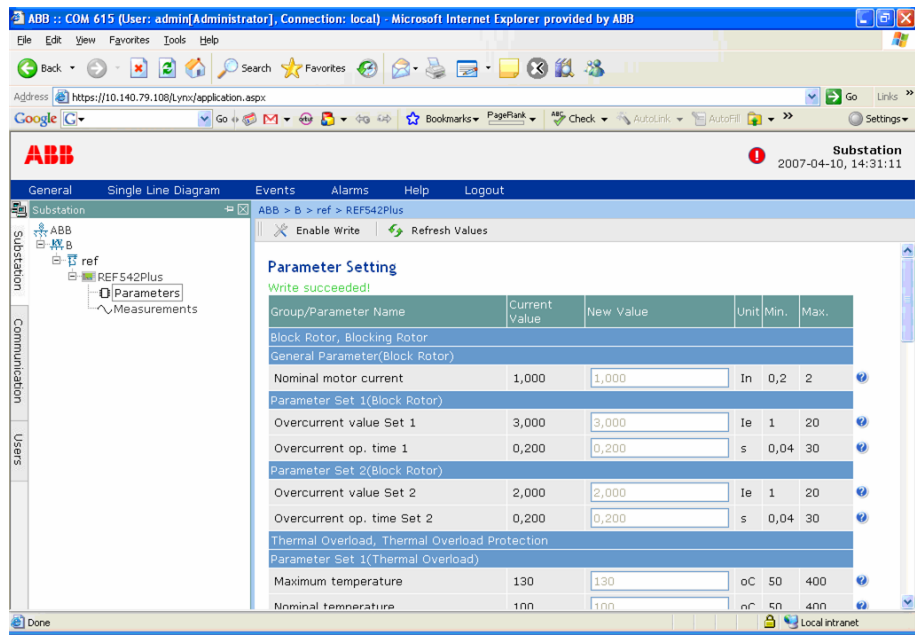 ABB :: COM 615 (User: admin[Administrator], Connection: local) - Microsoft Internet Explorer provided by ABB
File Edit View Favorites Tools Help
Back Search Favorites
Address https://10.140.79.108/Lynx/application.aspx Go Links »
Google G Go Bookmarks PageRank Check AutoLink AutoFill » Settings
ABB
Substation
2007-04-10, 14:31:11
General Single Line Diagram Events Alarms Help Logout
Substation
ABB > B > ref > REF542Plus
Enable Write Refresh Values
Substation
Communication
Users
ABB
B
ref
REF542Plus
Parameters
Measurements
Parameter Setting
Write succeeded!
Group/Parameter Name Current Value New Value Unit Min. Max.
Block Rotor, Blocking Rotor
General Parameter(Block Rotor)
Nominal motor current 1,000 1,000 In 0,2 2
Parameter Set 1(Block Rotor)
Overcurrent value Set 1 3,000 3,000 Ie 1 20
Overcurrent op. time 1 0,200 0,200 s 0,04 30
Parameter Set 2(Block Rotor)
Overcurrent value Set 2 2,000 2,000 Ie 1 20
Overcurrent op. time Set 2 0,200 0,200 s 0,04 30
Thermal Overload, Thermal Overload Protection
Parameter Set 1(Thermal Overload)
Maximum temperature 130 130 oC 50 400
Nominal temperature 100 100 oC 50 400
Done Local intranet